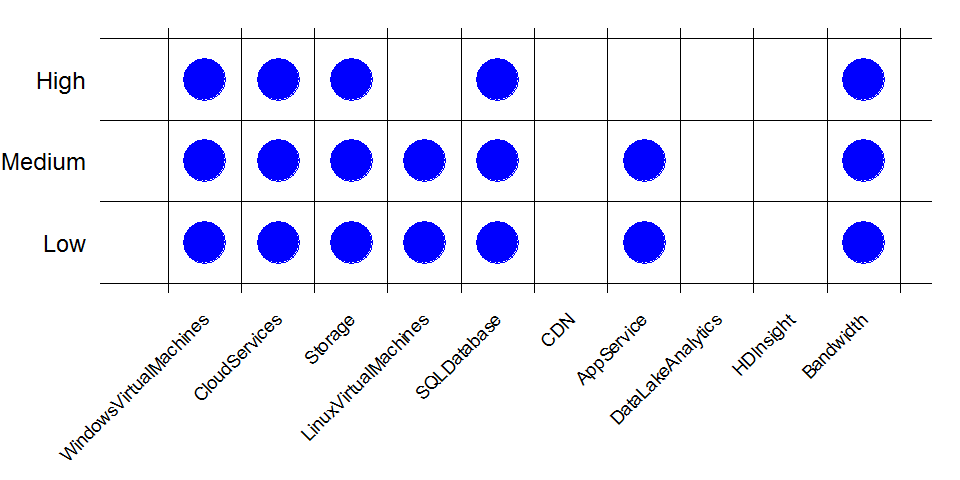 High
Medium
Low
WindowsVirtualMachines
CloudServices
Storage
LinuxVirtualMachines
SQLDatabase
CDN
AppService
DataLakeAnalytics
HDInsight
Bandwidth